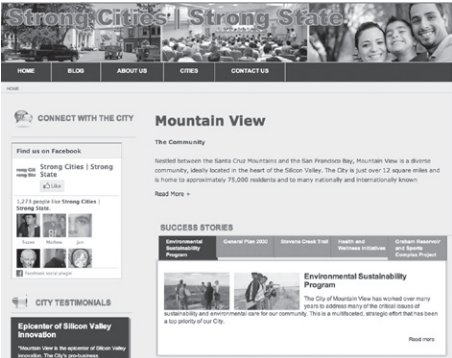 Strong Cities | Strong State
HOME BLOG ABOUT US CITIES CONTACT US
HOME
CONNECT WITH THE CITY
Find us on Facebook
Strong Cities | Strong
State
Like
1,273 people like Strong Cities |
Strong State.
Facebook social plugin
CITY TESTIMONIALS
Epicenter of Silicon Valley
Innovation
"Mountain View is the epicenter of Silicon Valley
innovation. The City's pro-business
Mountain View
The Community
Nestled between the Santa Cruz Mountains and the San Francisco Bay, Mountain View is a diverse
community, ideally located in the heart of the Silicon Valley. The City is just over 12 square miles and
is home to approximately 75,000 residents and to many nationally and internationally known
Read More +
SUCCESS STORIES
Environmental
Sustainability
Program
General Plan 2030
Stevens Creek Trail
Health and
Wellness Initiatives
Graham Reservoir
and Sports
Complex Project
Environmental Sustainability
Program
The City of Mountain View has worked over many
years to address many of the critical issues of
sustainability and environmental care for our community. This is a multifaceted, strategic effort that has been
a top priority of our City.
Read more